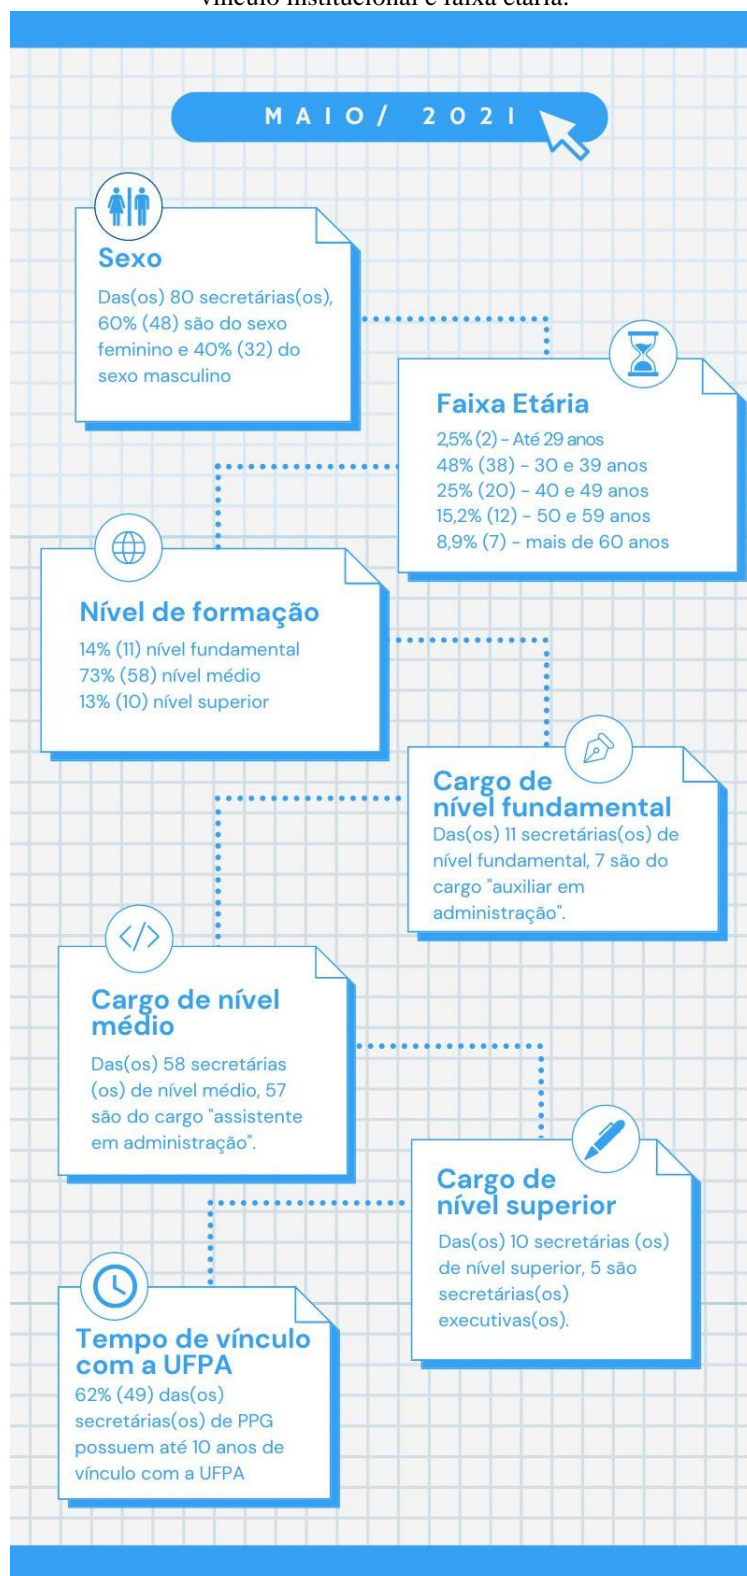 vínculo institucional e faixa etária.
MAIO/ 2021
Sexo
Das(os) 80 secretárias(os),
60% (48) são do sexo
feminino e 40% (32) do
sexo masculino
Faixa Etária
2,5% (2) - Até 29 anos
48% (38) - 30 e 39 anos
25% (20) - 40 e 49 anos
15,2% (12) - 50 e 59 anos
8,9% (7) - mais de 60 anos
Nível de formação
14% (11) nível fundamental
73% (58) nível médio
13% (10) nível superior
Cargo de
nível fundamental
Das(os) 11 secretárias(os) de
nível fundamental, 7 são do
cargo "auxiliar em
administração".
</>
Cargo de nível
médio
Das(os) 58 secretárias
(os) de nível médio, 57
são do cargo "assistente
em administração".
Cargo de
nível superior
Das(os) 10 secretárias (os)
de nível superior, 5 são
secretárias(os)
executivas(os).
Tempo de vínculo
com a UFPA
62% (49) das(os)
secretárias(os) de PPG
possuem até 10 anos de
vínculo com a UFPA